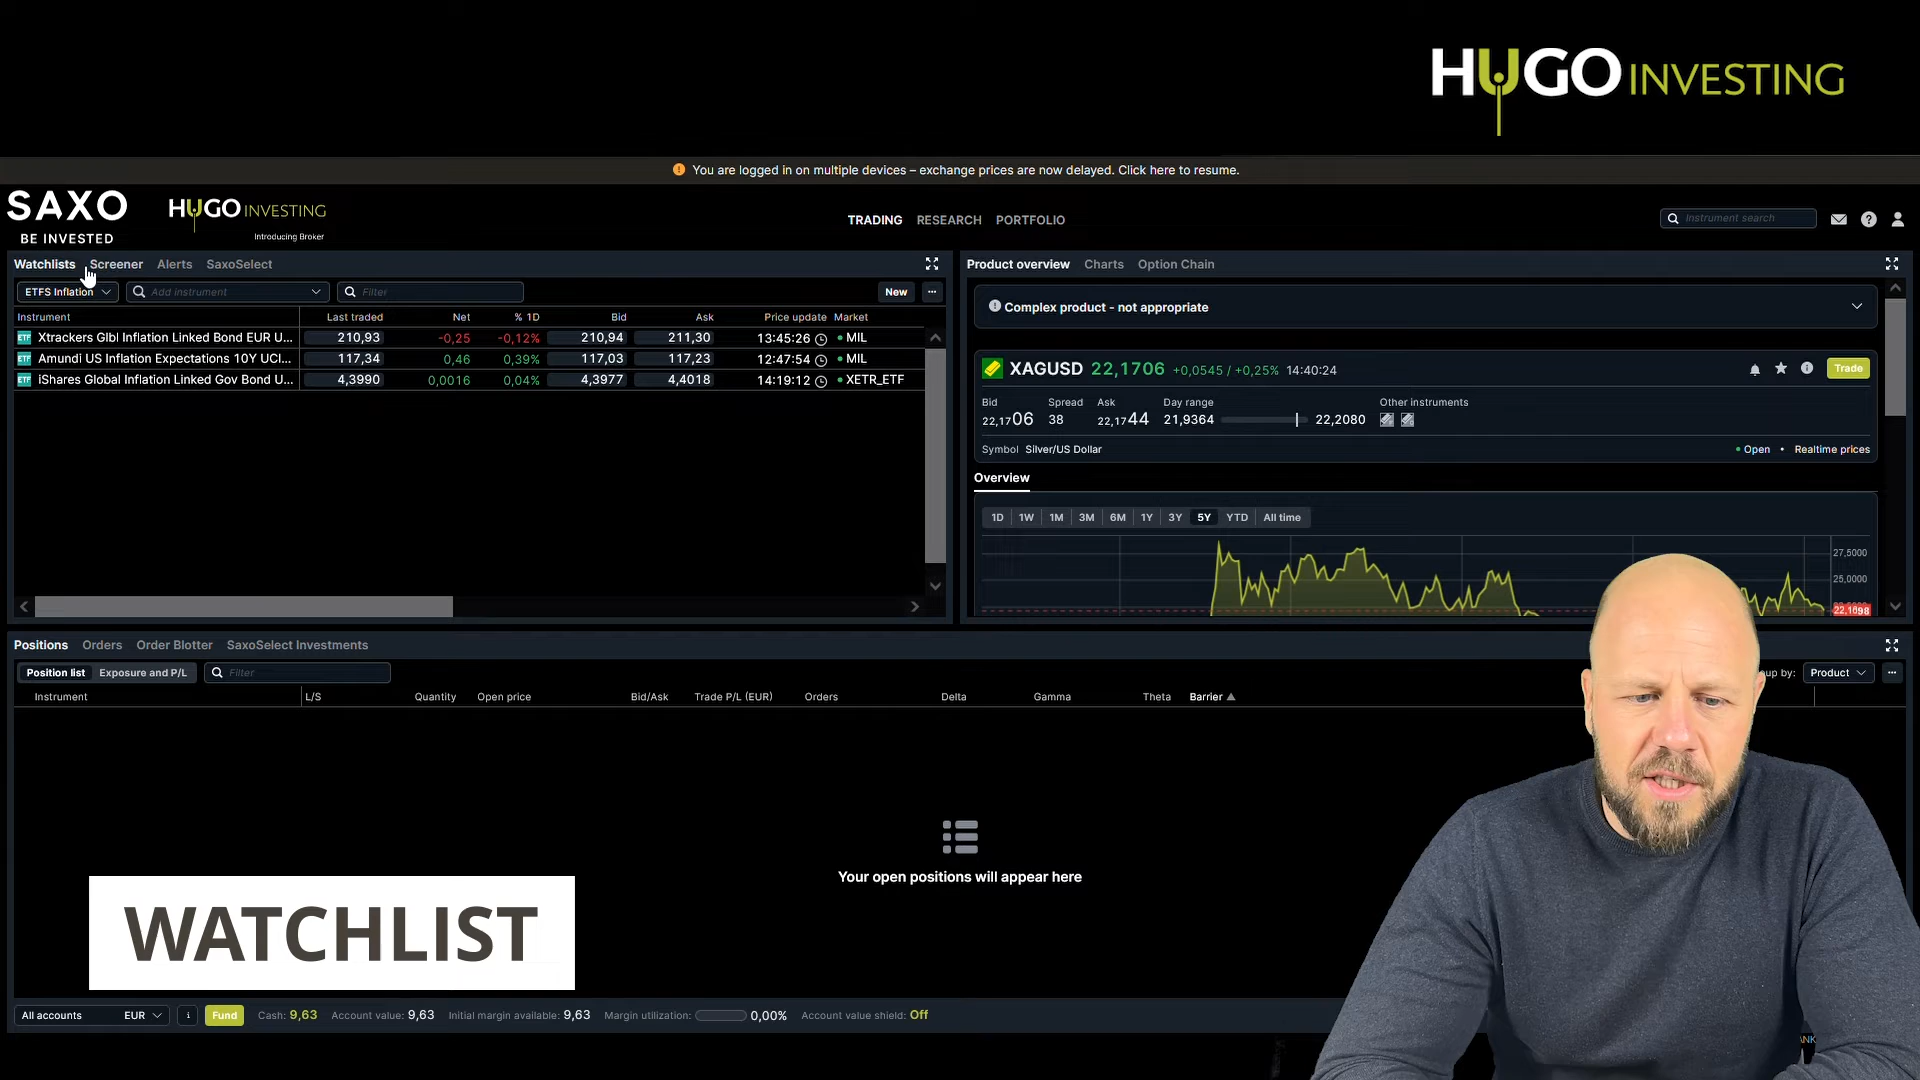 HUGO INVESTING
You are logged in on multiple devices – exchange prices are now delayed. Click here to resume.
SAXO
BE INVESTED
HUGO INVESTING
Introducing Broker
TRADING RESEARCH PORTFOLIO
Instrument search
Watchlists Screener Alerts SaxoSelect
ETFS Inflation Add instrument Filter New
Instrument Last traded Net % 1D Bid Ask Price update Market
ETF Xtrackers Glbl Inflation Linked Bond EUR U... 210,93 -0,25 -0,12% 210,94 211,30 13:45:26 MIL
ETF Amundi US Inflation Expectations 10Y UCI... 117,34 0,46 0,39% 117,03 117,23 12:47:54 MIL
ETF iShares Global Inflation Linked Gov Bond U... 4,3990 0,0016 0,04% 4,3977 4,4018 14:19:12 XETR_ETF
Product overview Charts Option Chain
Complex product - not appropriate
XAGUSD 22,1706 +0,0545 / +0,25% 14:40:24 Trade
Bid Spread Ask Day range Other instruments
22,1706 38 22,1744 21,9364 22,2080
Symbol Silver/US Dollar • Open • Realtime prices
Overview
1D 1W 1M 3M 6M 1Y 3Y 5Y YTD All time
27,5000
25,0000
Positions Orders Order Blotter SaxoSelect Investments
Position list Exposure and P/L Filter up by: Product
Instrument L/S Quantity Open price Bid/Ask Trade P/L (EUR) Orders Delta Gamma Theta Barrier
Your open positions will appear here
WATCHLIST
All accounts EUR i Fund Cash: 9,63 Account value: 9,63 Initial margin available: 9,63 Margin utilization: 0,00% Account value shield: Off